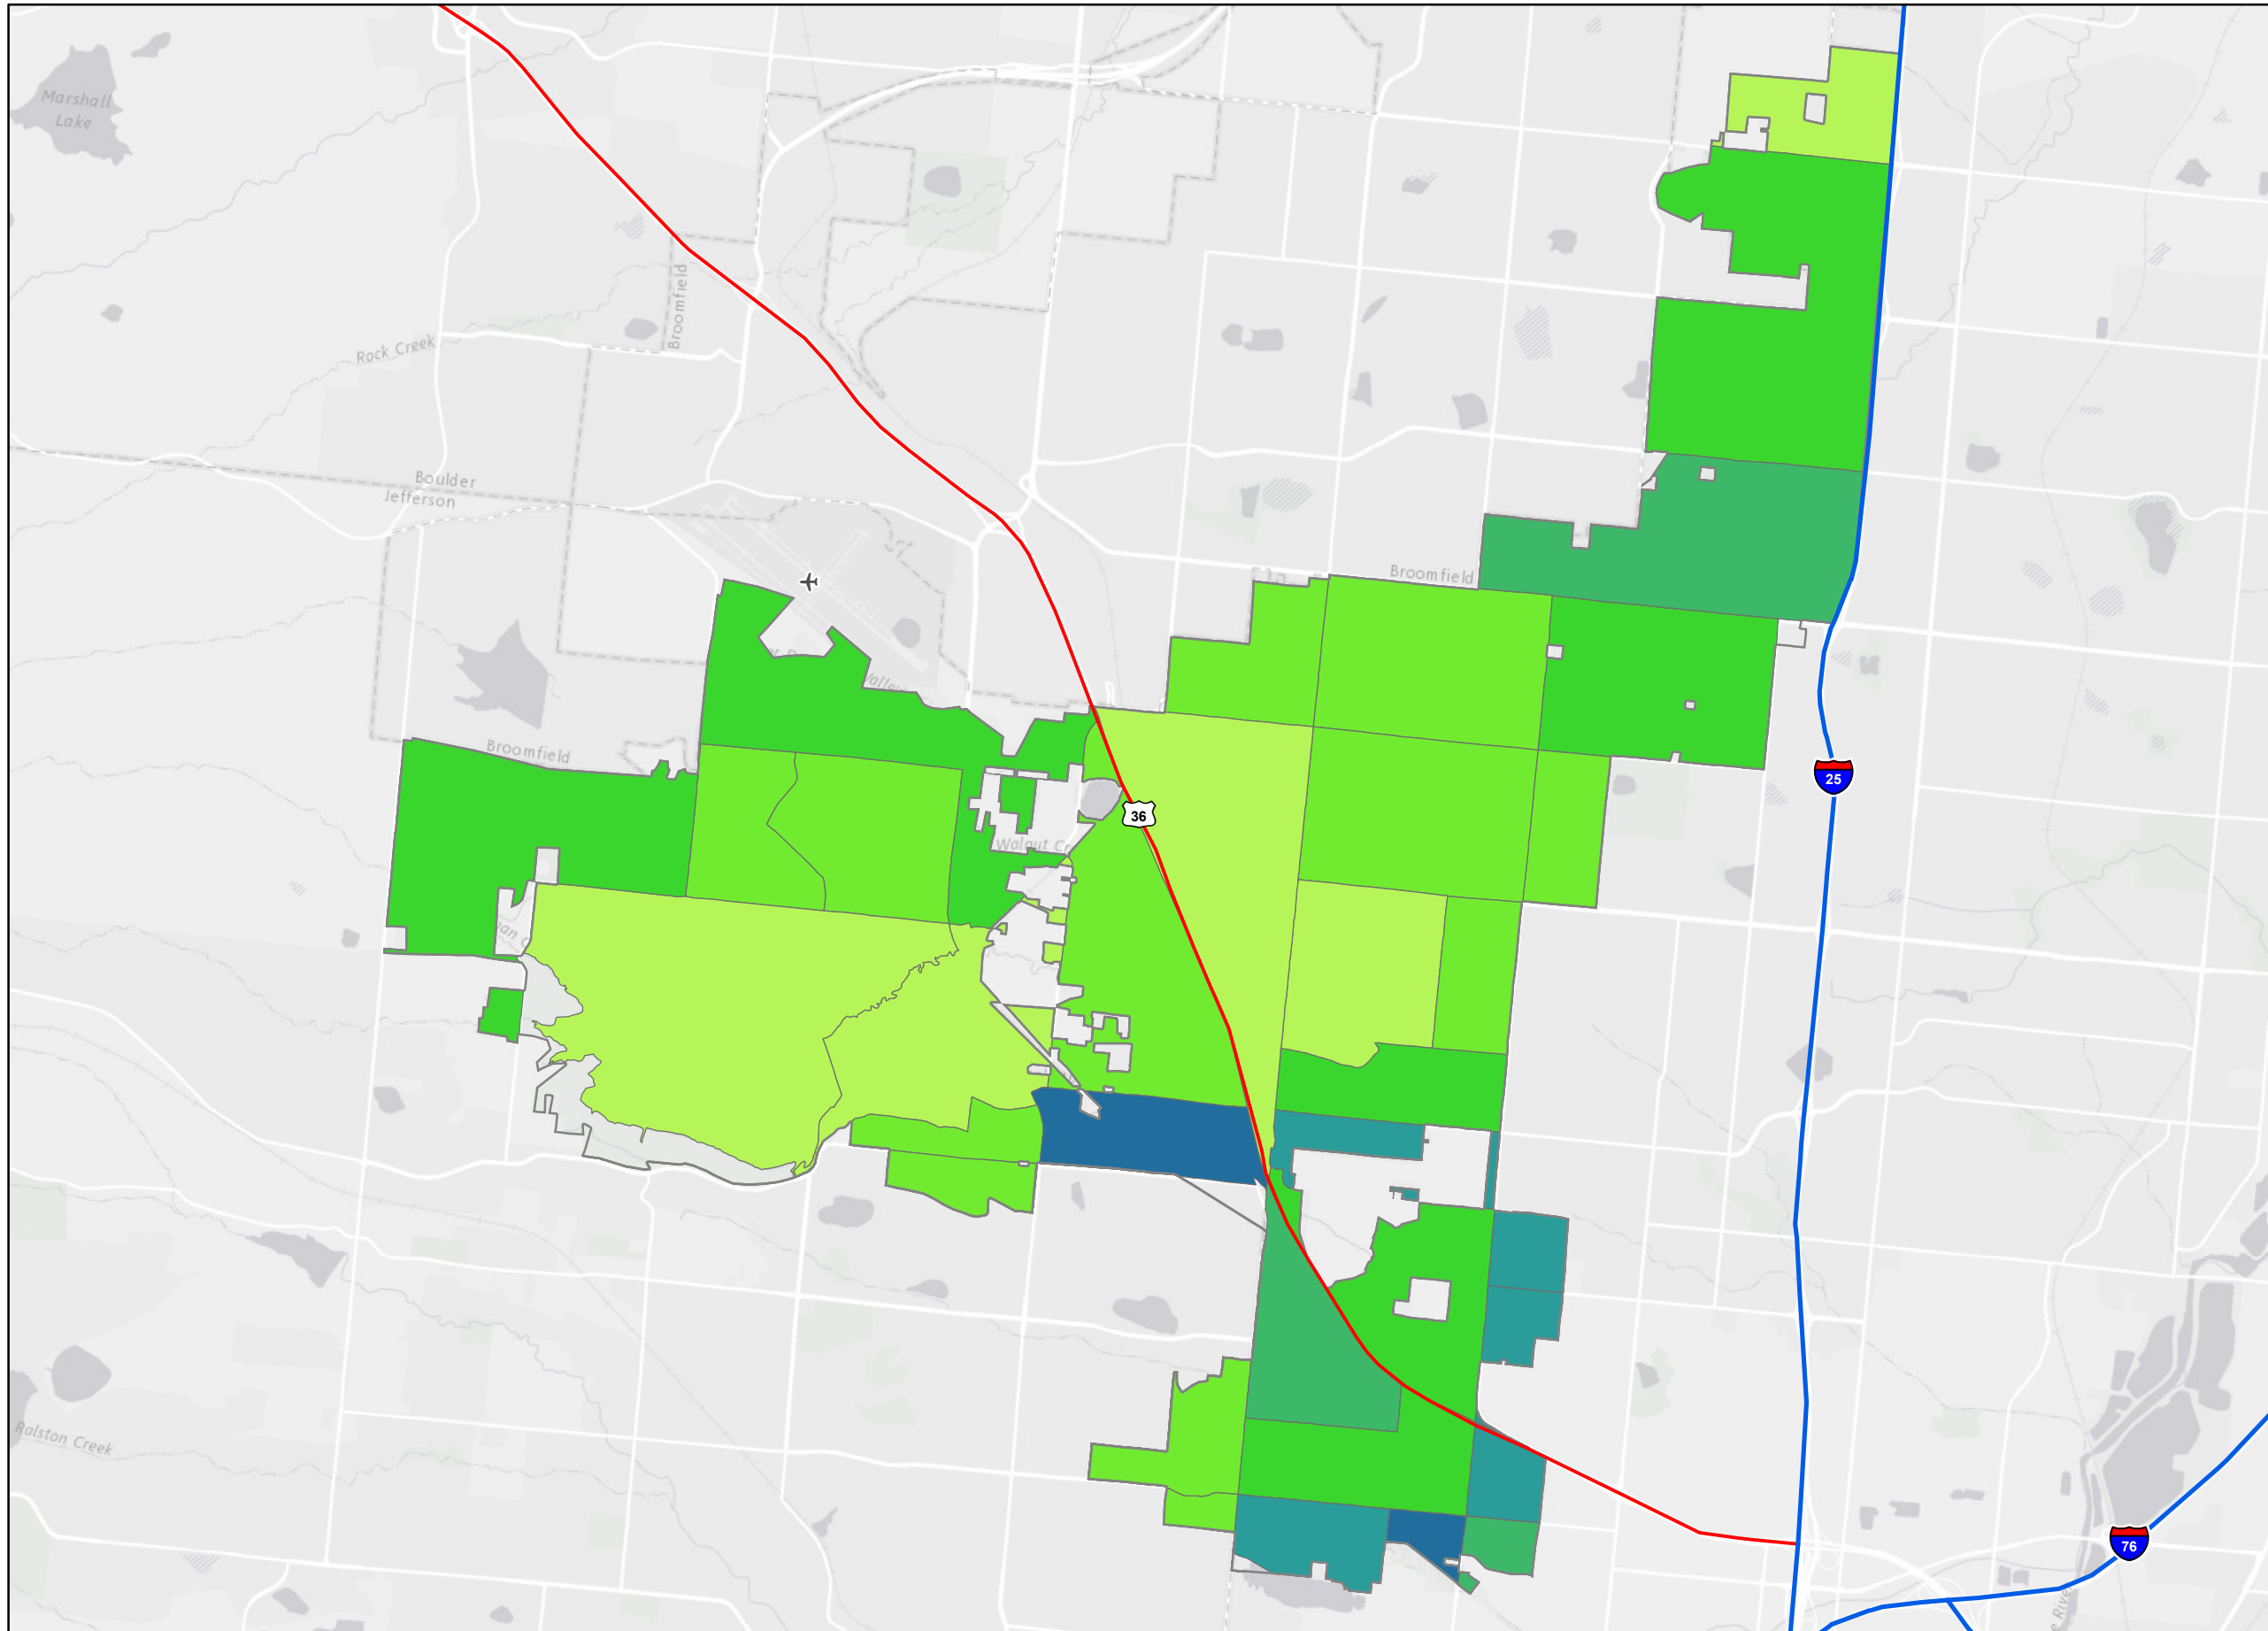 Marshall
Lake
Broomfield
Rock Creek
Boulder
Jefferson
Broomfield
Broomfield
25
36
Walnut Cr
76
Ralston Creek